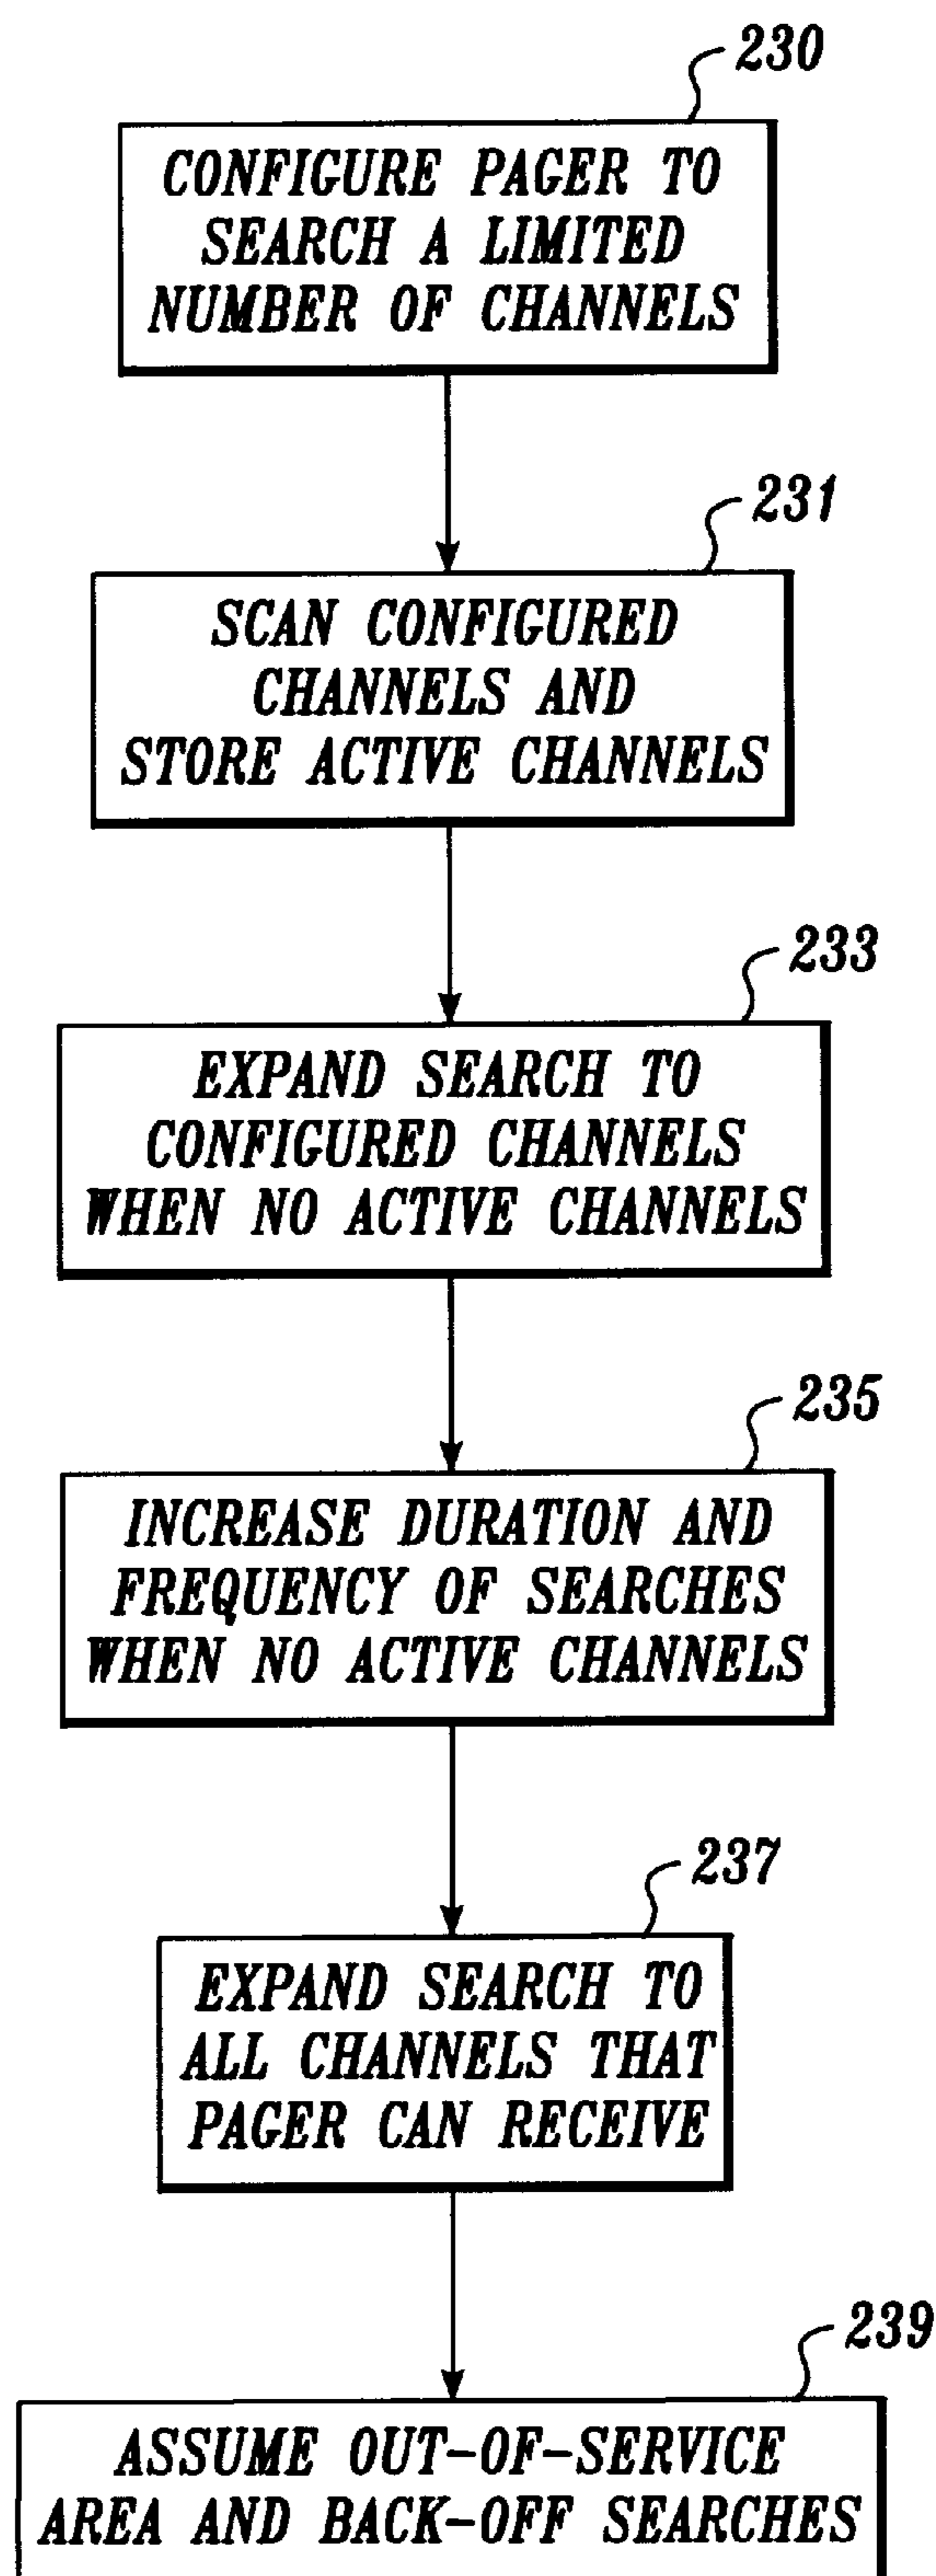 230
CONFIGURE PAGER TO
SEARCH A LIMITED
NUMBER OF CHANNELS
231
SCAN CONFIGURED
CHANNELS AND
STORE ACTIVE CHANNELS
233
EXPAND SEARCH TO
CONFIGURED CHANNELS
WHEN NO ACTIVE CHANNELS
235
INCREASE DURATION AND
FREQUENCY OF SEARCHES
WHEN NO ACTIVE CHANNELS
237
EXPAND SEARCH TO
ALL CHANNELS THAT
PAGER CAN RECEIVE
239
ASSUME OUT-OF-SERVICE
AREA AND BACK-OFF SEARCHES